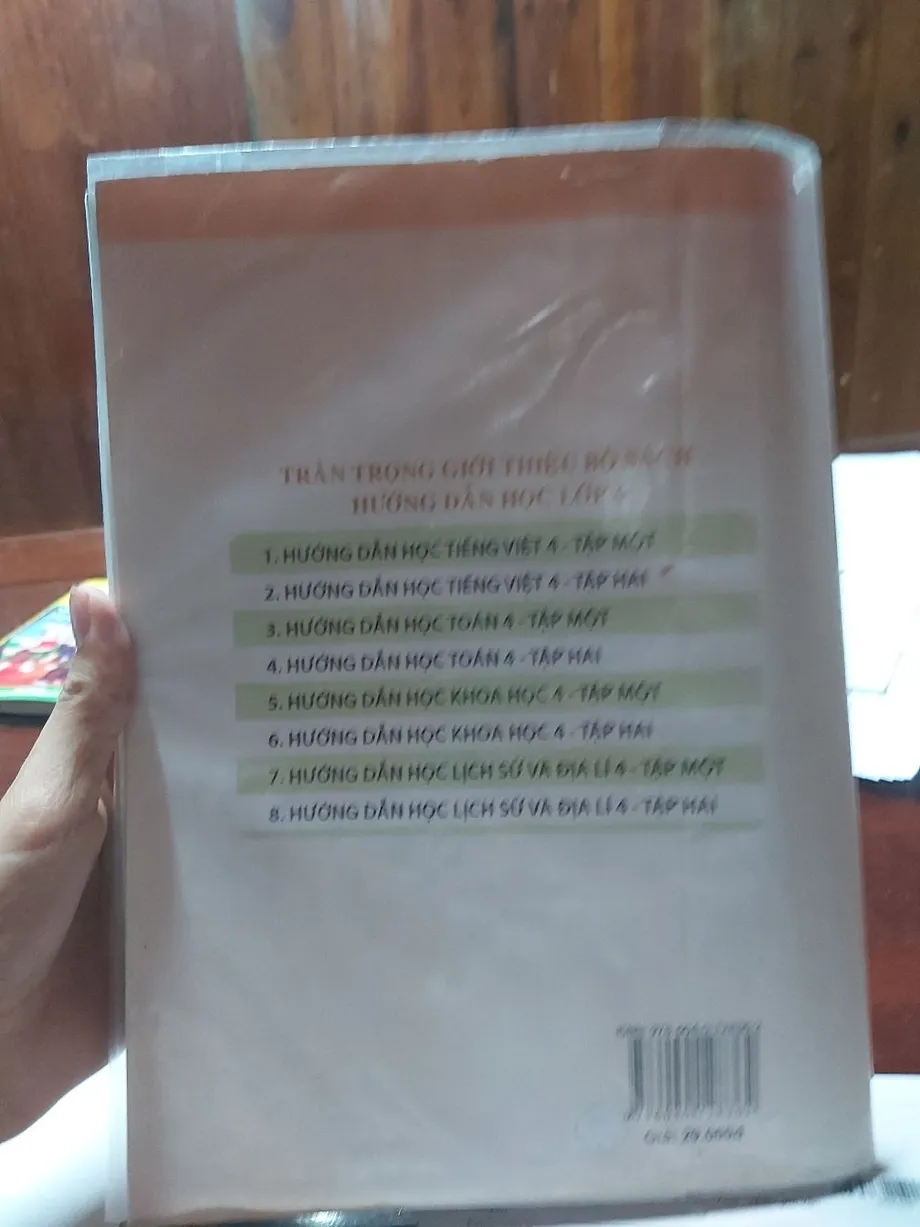 TRÂN TRỌNG GIỚI THIỆU BỘ SÁCH
HƯỚNG DẪN HỌC LỚP 4
1. HƯỚNG DẪN HỌC TIẾNG VIỆT 4 - TẬP MỘT
2. HƯỚNG DẪN HỌC TIẾNG VIỆT 4 - TẬP HAI
3. HƯỚNG DẪN HỌC TOÁN 4 - TẬP MỘT
4. HƯỚNG DẪN HỌC TOÁN 4 - TẬP HAI
5. HƯỚNG DẪN HỌC KHOA HỌC 4 - TẬP MỘT
6. HƯỚNG DẪN HỌC KHOA HỌC 4 - TẬP HAI
7. HƯỚNG DẪN HỌC LỊCH SỬ VÀ ĐỊA LÍ 4 - TẬP MỘT
8. HƯỚNG DẪN HỌC LỊCH SỬ VÀ ĐỊA LÍ 4 - TẬP HAI
ISBN
Giá: